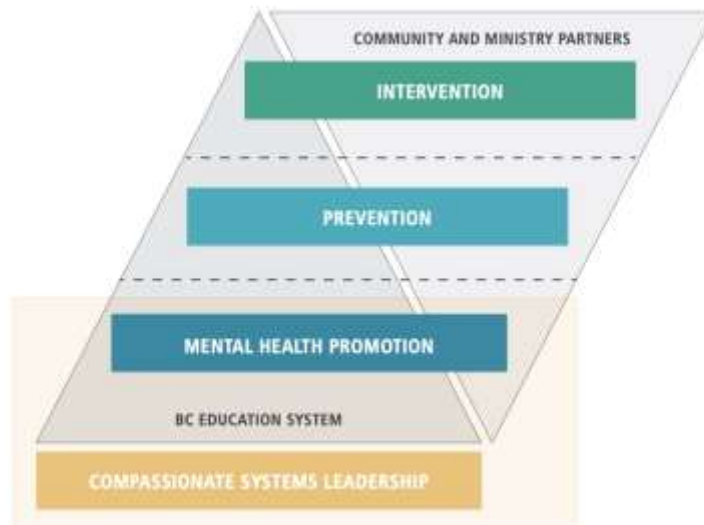 COMMUNITY AND MINISTRY PARTNERS
INTERVENTION
PREVENTION
MENTAL HEALTH PROMOTION
BC EDUCATION SYSTEM
COMPASSIONATE SYSTEMS LEADERSHIP